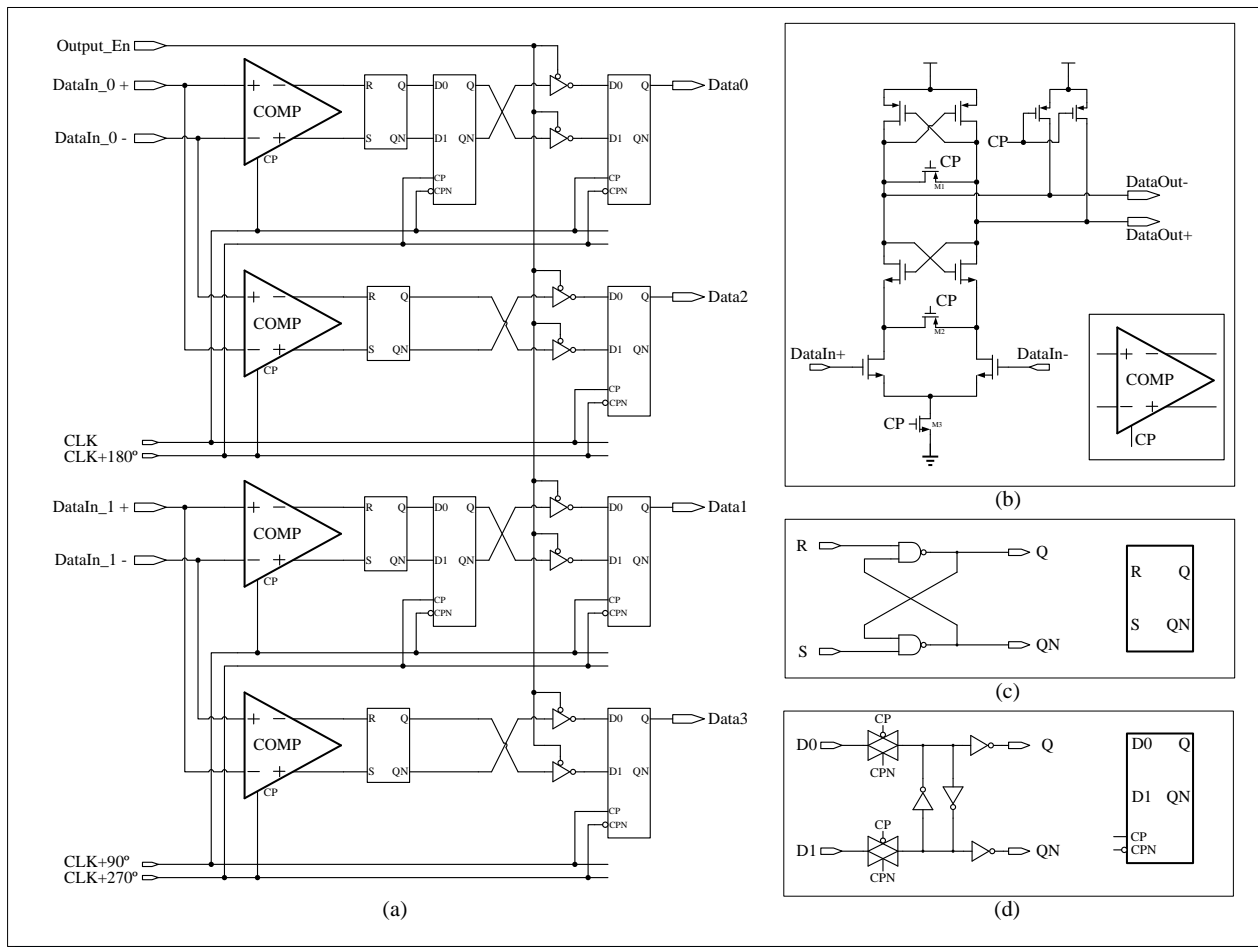 Output_En
DataIn_0 +
DataIn_0 -
+ −
COMP
− +
CP
R Q
S QN
D0 Q
D1 QN
CP
CPN
D0 Q
D1 QN
CP
CPN
Data0
+ −
COMP
− +
CP
R Q
S QN
D0 Q
D1 QN
CP
CPN
Data2
CLK
CLK+180º
DataIn_1 +
DataIn_1 -
+ −
COMP
− +
CP
R Q
S QN
D0 Q
D1 QN
CP
CPN
D0 Q
D1 QN
CP
CPN
Data1
+ −
COMP
− +
CP
R Q
S QN
D0 Q
D1 QN
CP
CPN
Data3
CLK+90º
CLK+270º
(a)
CP
CP
M1
DataOut-
DataOut+
CP
M2
DataIn+
DataIn-
CP
M3
+ −
COMP
− +
CP
(b)
R
Q
S
QN
R Q
S QN
(c)
D0
CP
CPN
Q
D1
CP
CPN
QN
D0 Q
D1 QN
CP
CPN
(d)